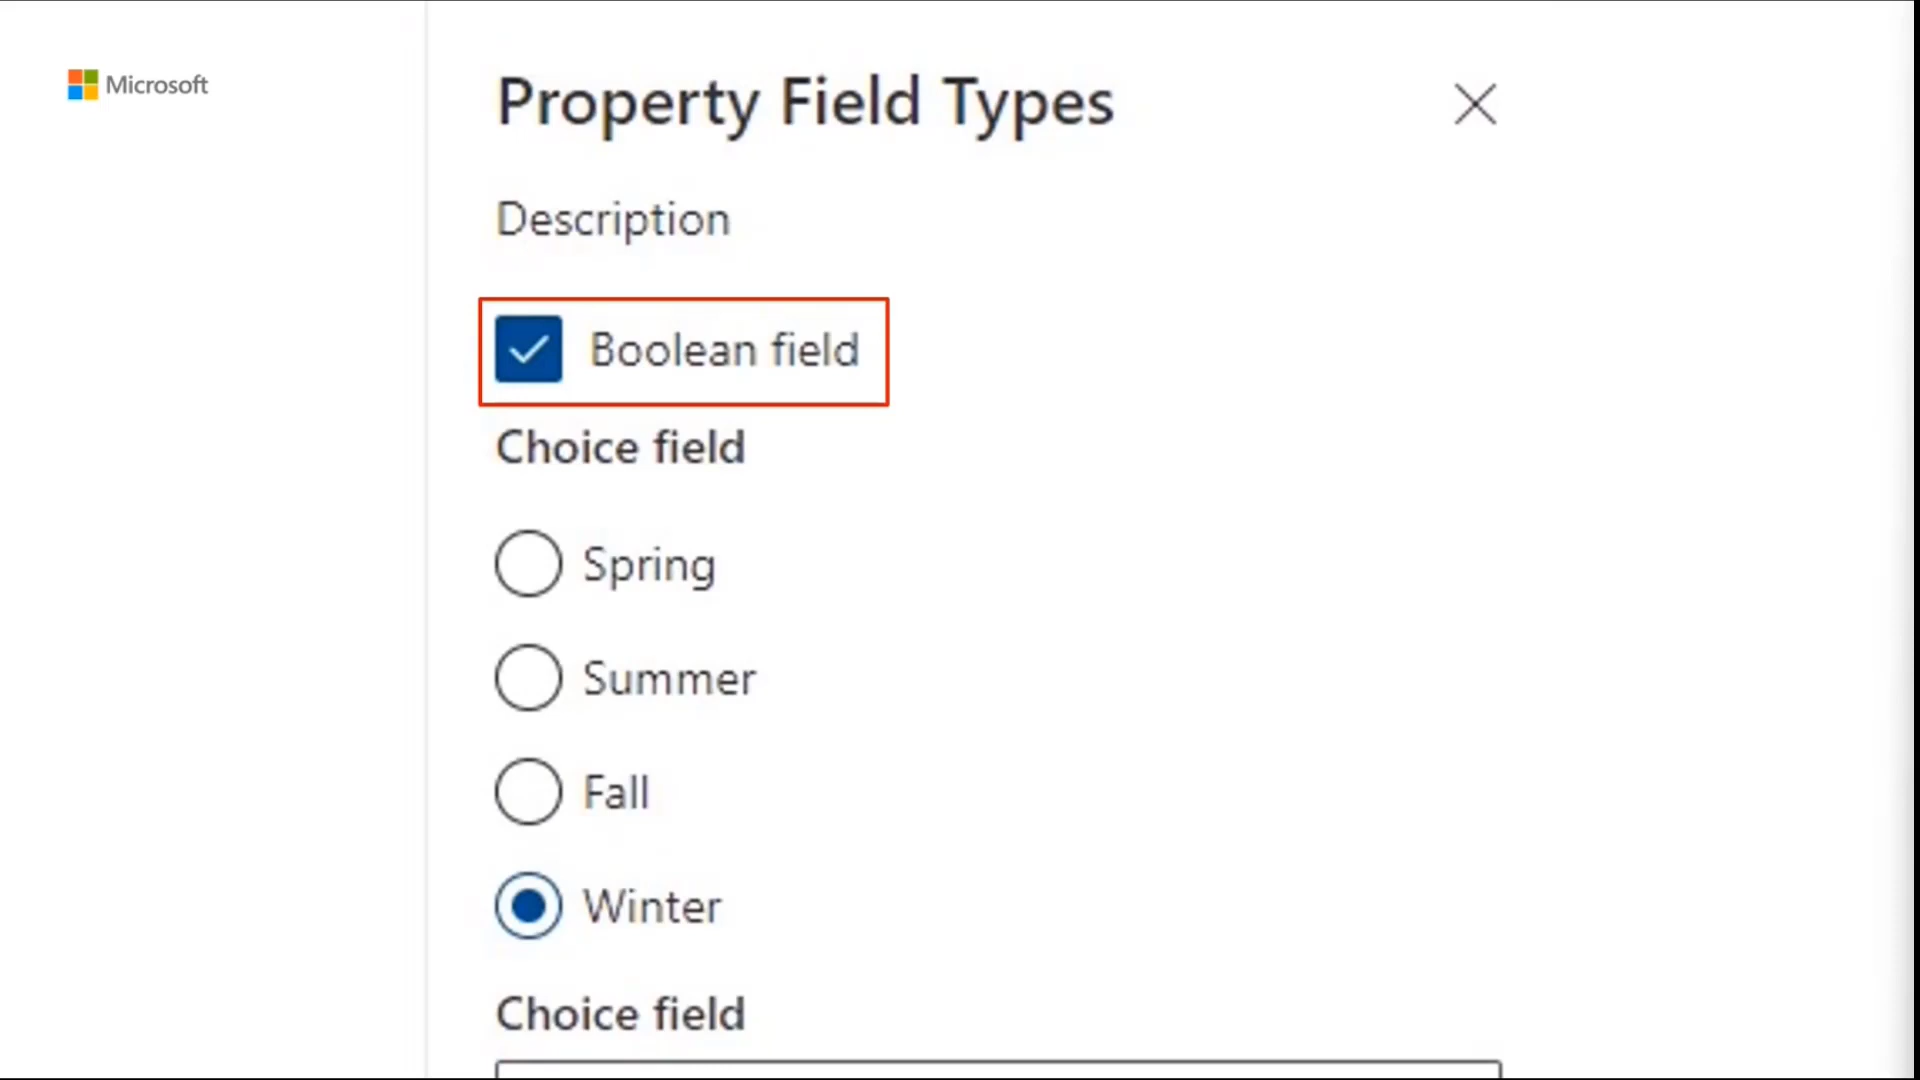 Microsoft
Property Field Types
Description
Boolean field
Choice field
Spring
Summer
Fall
Winter
Choice field